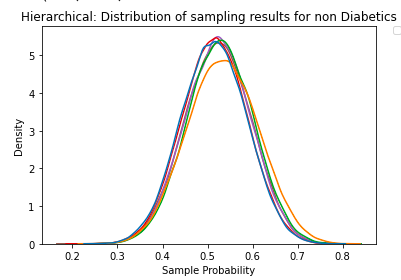 Hierarchical: Distribution of sampling results for non Diabetics
5
4
3
2
1
0
Density
0.2 0.3 0.4 0.5 0.6 0.7 0.8
Sample Probability